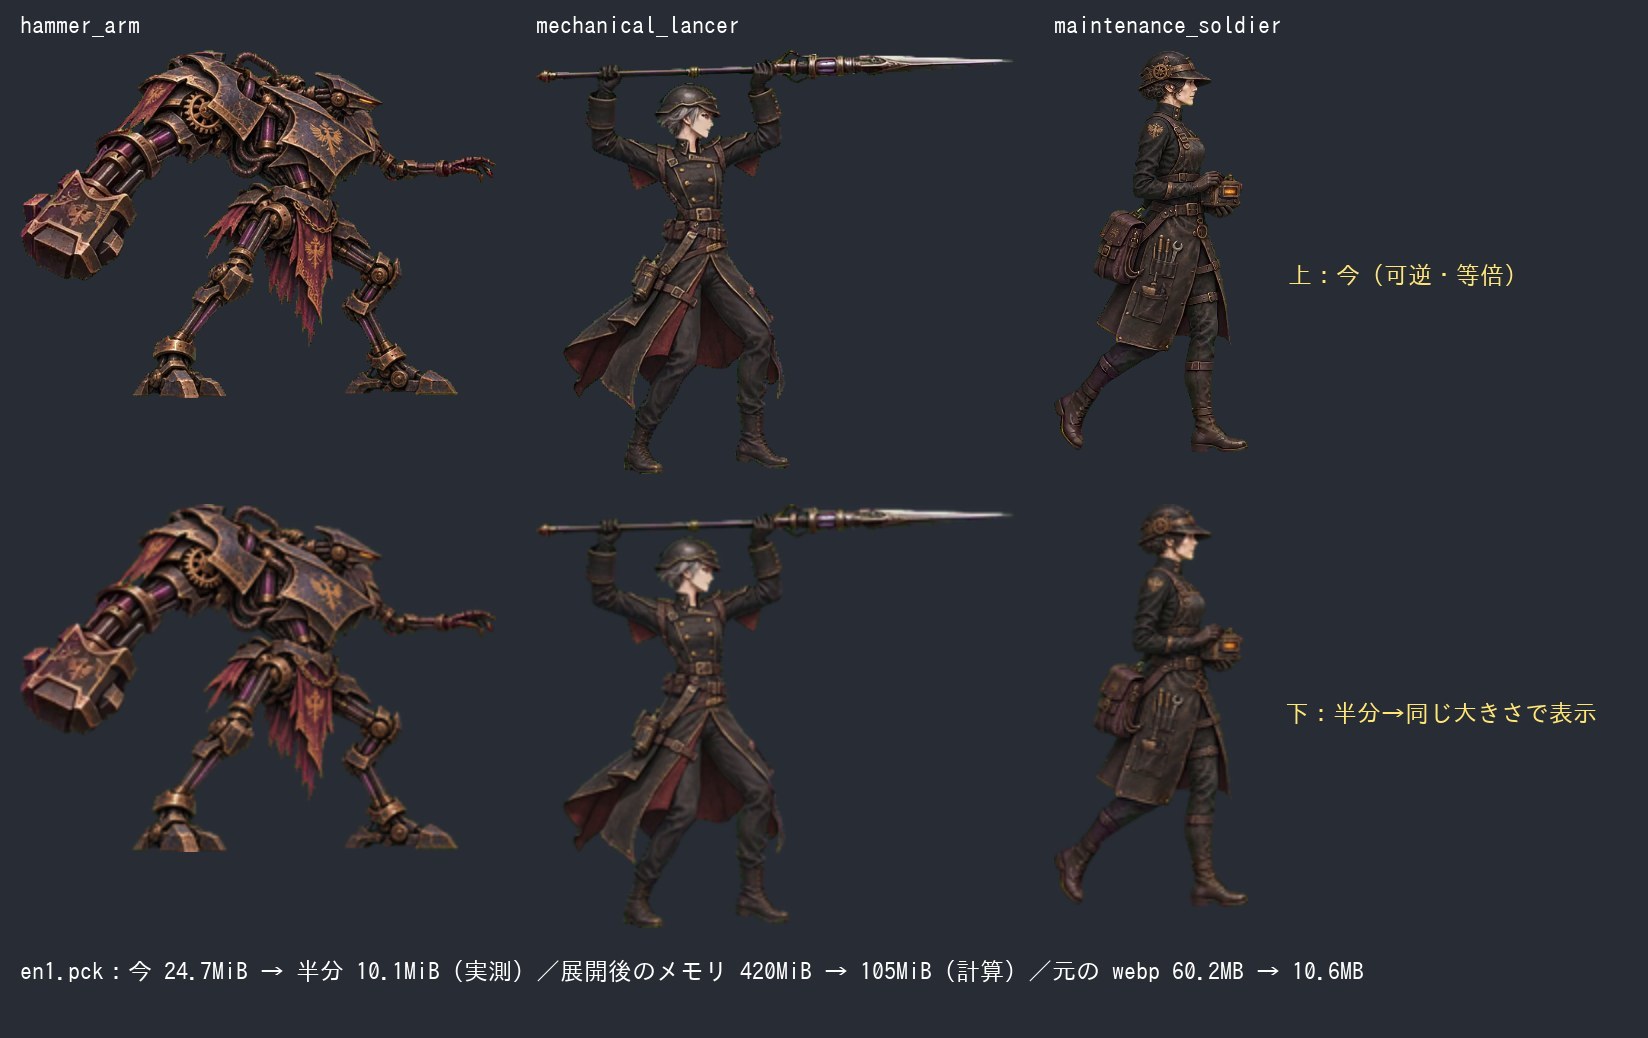 hammer_arm
mechanical_lancer
maintenance_soldier
上：今（可逆・等倍）
下：半分→同じ大きさで表示
en1.pck：今 24.7MiB → 半分 10.1MiB（実測）／展開後のメモリ 420MiB → 105MiB（計算）／元の webp 60.2MB → 10.6MB